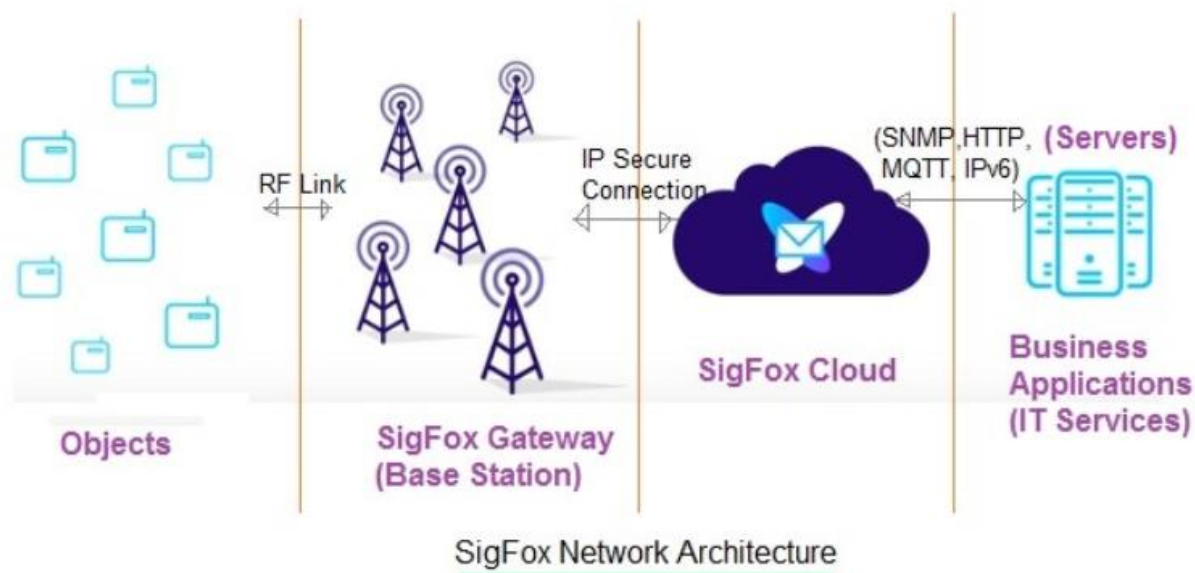 RF Link
IP Secure
Connection
(SNMP,HTTP,
MQTT, IPv6)
(Servers)
Objects
SigFox Gateway
(Base Station)
SigFox Cloud
Business
Applications
(IT Services)
SigFox Network Architecture